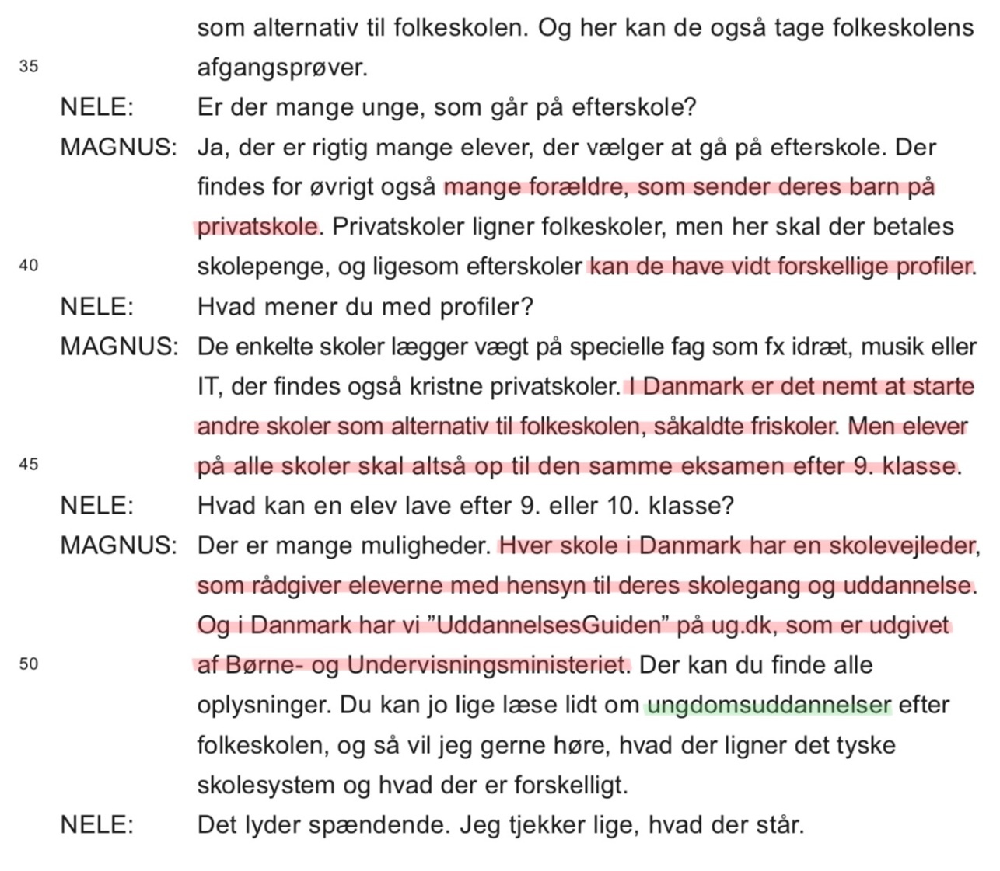 som alternativ til folkeskolen. Og her kan de også tage folkeskolens
35 afgangsprøver.
NELE: Er der mange unge, som går på efterskole?
MAGNUS: Ja, der er rigtig mange elever, der vælger at gå på efterskole. Der
findes for øvrigt også mange forældre, som sender deres barn på
privatskole. Privatskoler ligner folkeskoler, men her skal der betales
40 skolepenge, og ligesom efterskoler kan de have vidt forskellige profiler.
NELE: Hvad mener du med profiler?
MAGNUS: De enkelte skoler lægger vægt på specielle fag som fx idræt, musik eller
IT, der findes også kristne privatskoler. I Danmark er det nemt at starte
andre skoler som alternativ til folkeskolen, såkaldte friskoler. Men elever
45 på alle skoler skal altså op til den samme eksamen efter 9. klasse.
NELE: Hvad kan en elev lave efter 9. eller 10. klasse?
MAGNUS: Der er mange muligheder. Hver skole i Danmark har en skolevejleder,
som rådgiver eleverne med hensyn til deres skolegang og uddannelse.
Og i Danmark har vi ”UddannelsesGuiden” på ug.dk, som er udgivet
50 af Børne- og Undervisningsministeriet. Der kan du finde alle
oplysninger. Du kan jo lige læse lidt om ungdomsuddannelser efter
folkeskolen, og så vil jeg gerne høre, hvad der ligner det tyske
skolesystem og hvad der er forskelligt.
NELE: Det lyder spændende. Jeg tjekker lige, hvad der står.